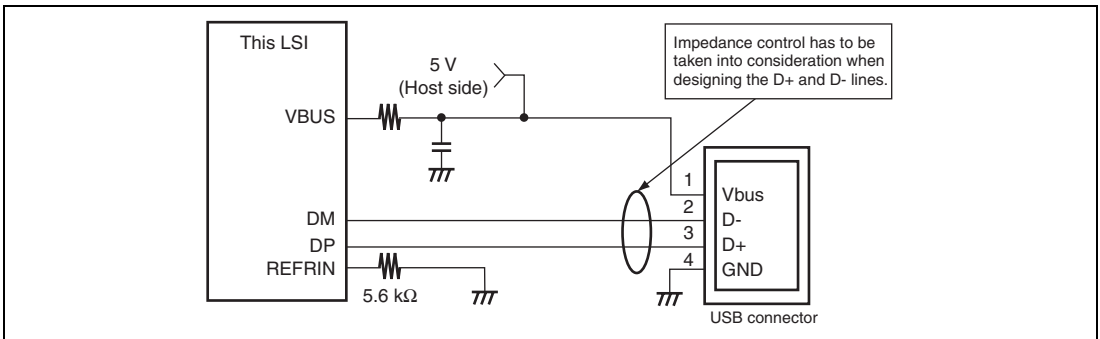 This LSI
5 V
(Host side)
Impedance control has to be
taken into consideration when
designing the D+ and D- lines.
VBUS
DM
DP
REFRIN
5.6 kΩ
1
2
3
4
Vbus
D-
D+
GND
USB connector